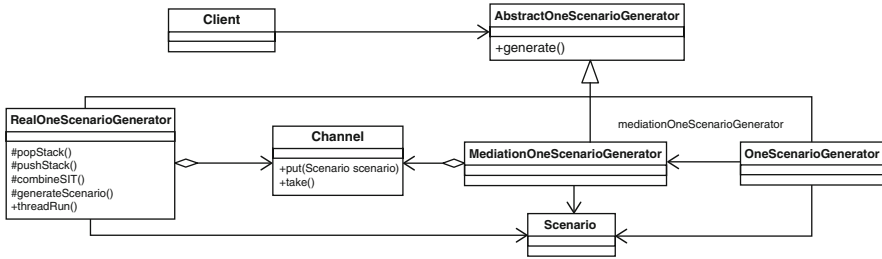 Client
AbstractOneScenarioGenerator
+generate()
RealOneScenarioGenerator
#popStack()
#pushStack()
#combineSIT()
#generateScenario()
+threadRun()
Channel
+put(Scenario scenario)
+take()
mediationOneScenarioGenerator
MediationOneScenarioGenerator
OneScenarioGenerator
Scenario